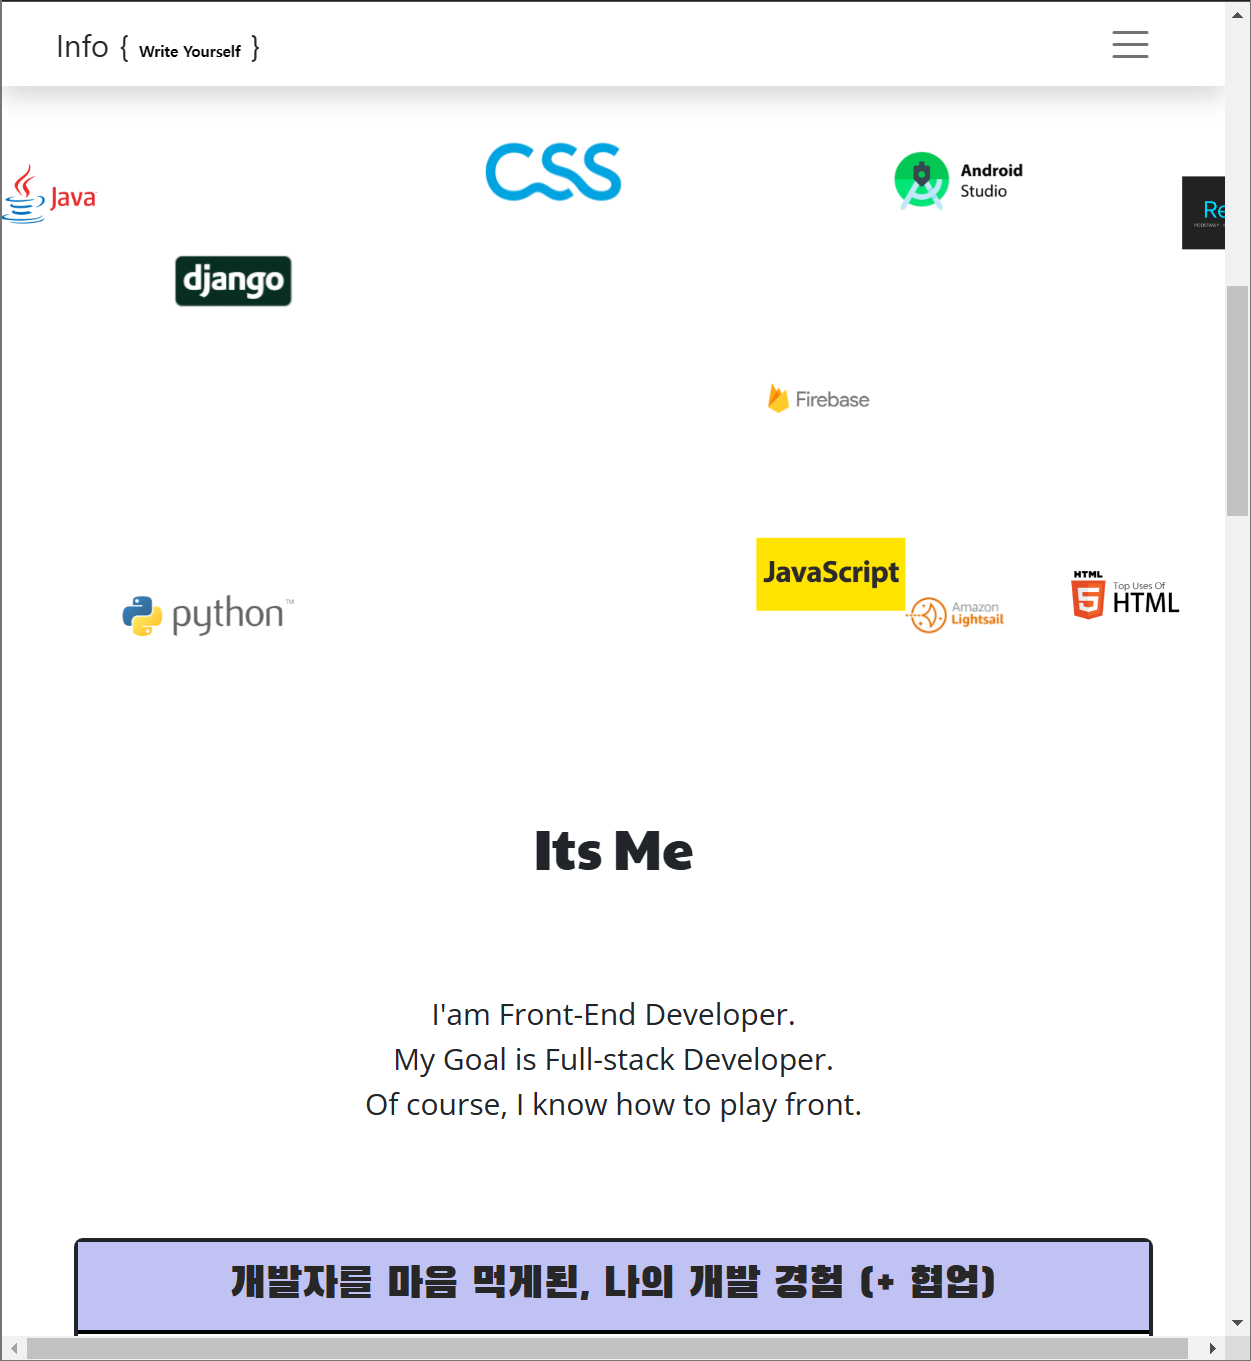 Info { Write Yourself }
Java
CSS
Android
Studio
Re
django
Firebase
JavaScript
python™
Amazon
Lightsail
HTML
5
Top Uses Of
HTML
Its Me
I'am Front-End Developer.
My Goal is Full-stack Developer.
Of course, I know how to play front.
개발자를 마음 먹게된, 나의 개발 경험 (+ 협업)